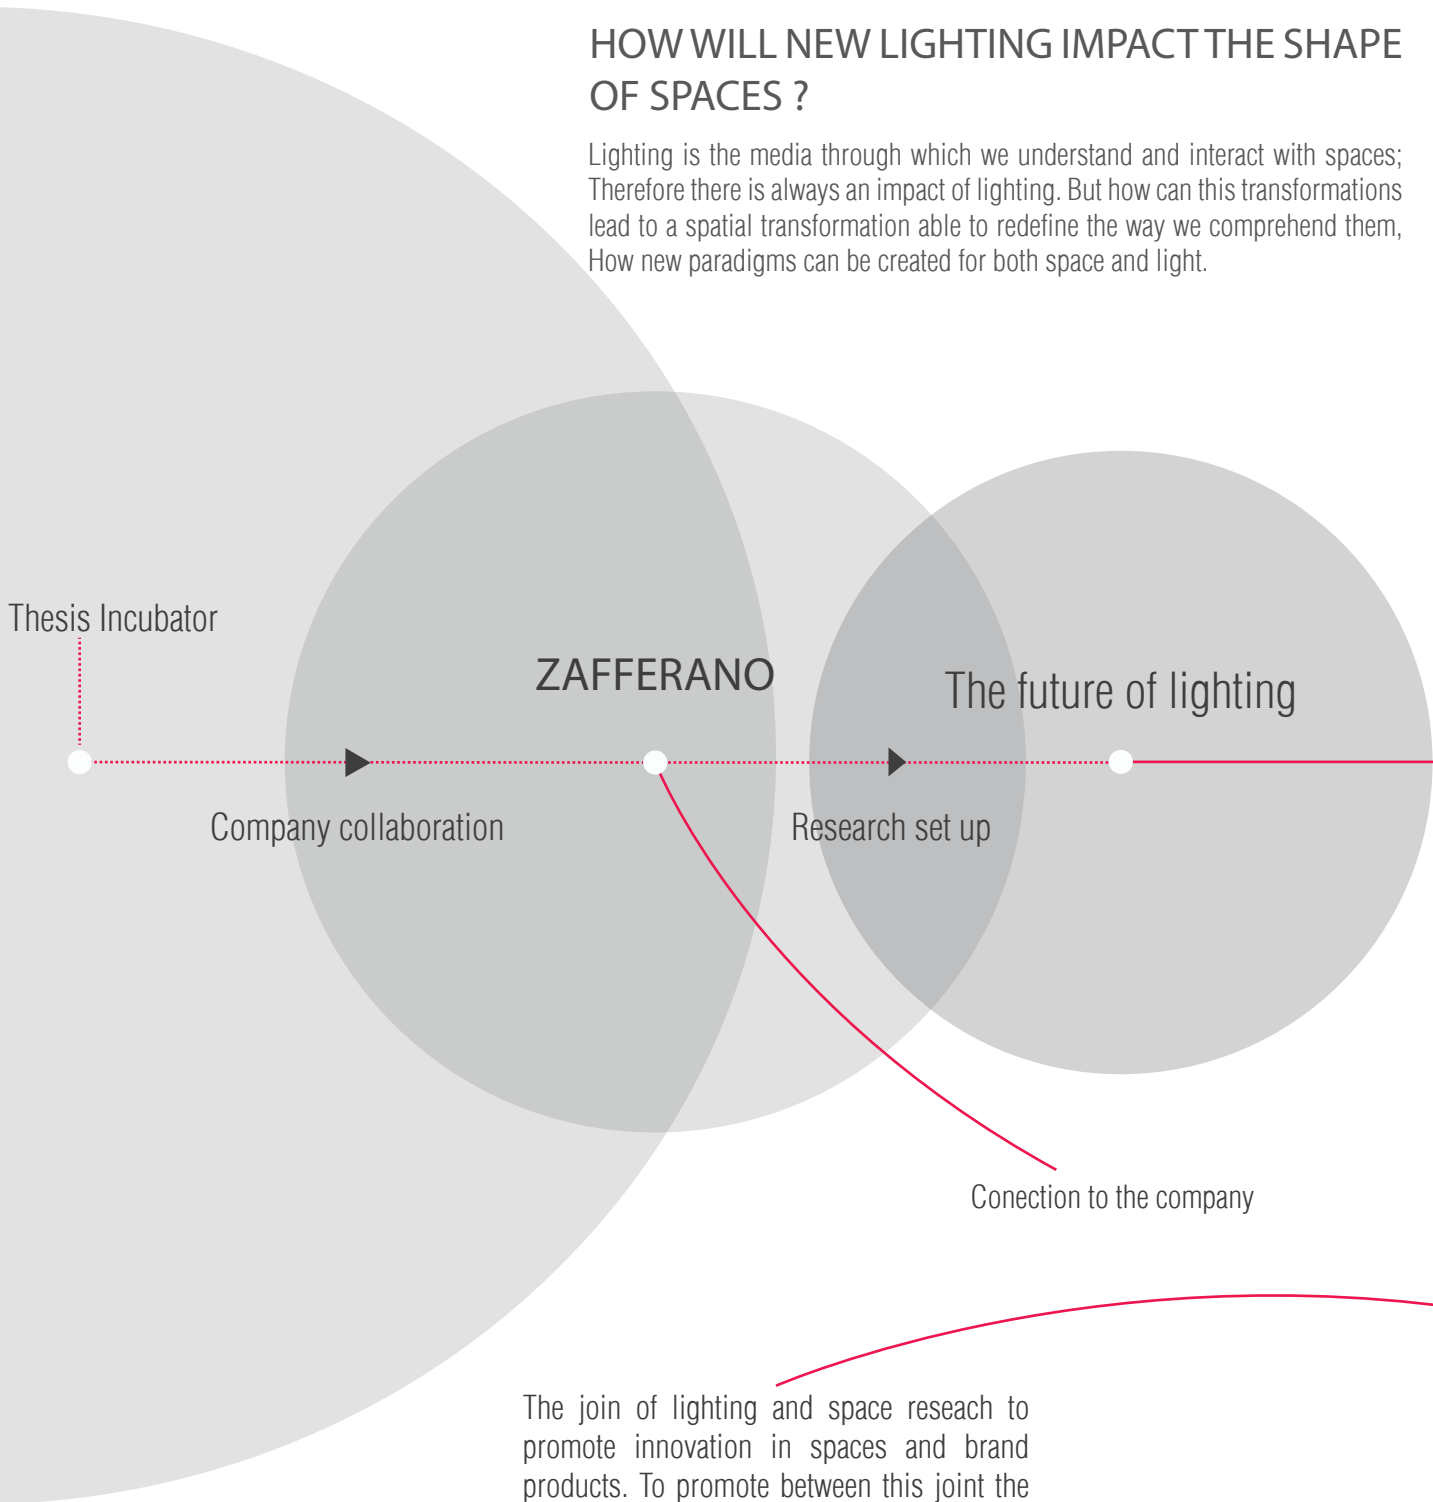 HOW WILL NEW LIGHTING IMPACT THE SHAPE
OF SPACES ?
Lighting is the media through which we understand and interact with spaces;
Therefore there is always an impact of lighting. But how can this transformations
lead to a spatial transformation able to redefine the way we comprehend them,
How new paradigms can be created for both space and light.
Thesis Incubator
ZAFFERANO
The future of lighting
Company collaboration
Research set up
Conection to the company
The join of lighting and space reseach to
promote innovation in spaces and brand
products. To promote between this joint the